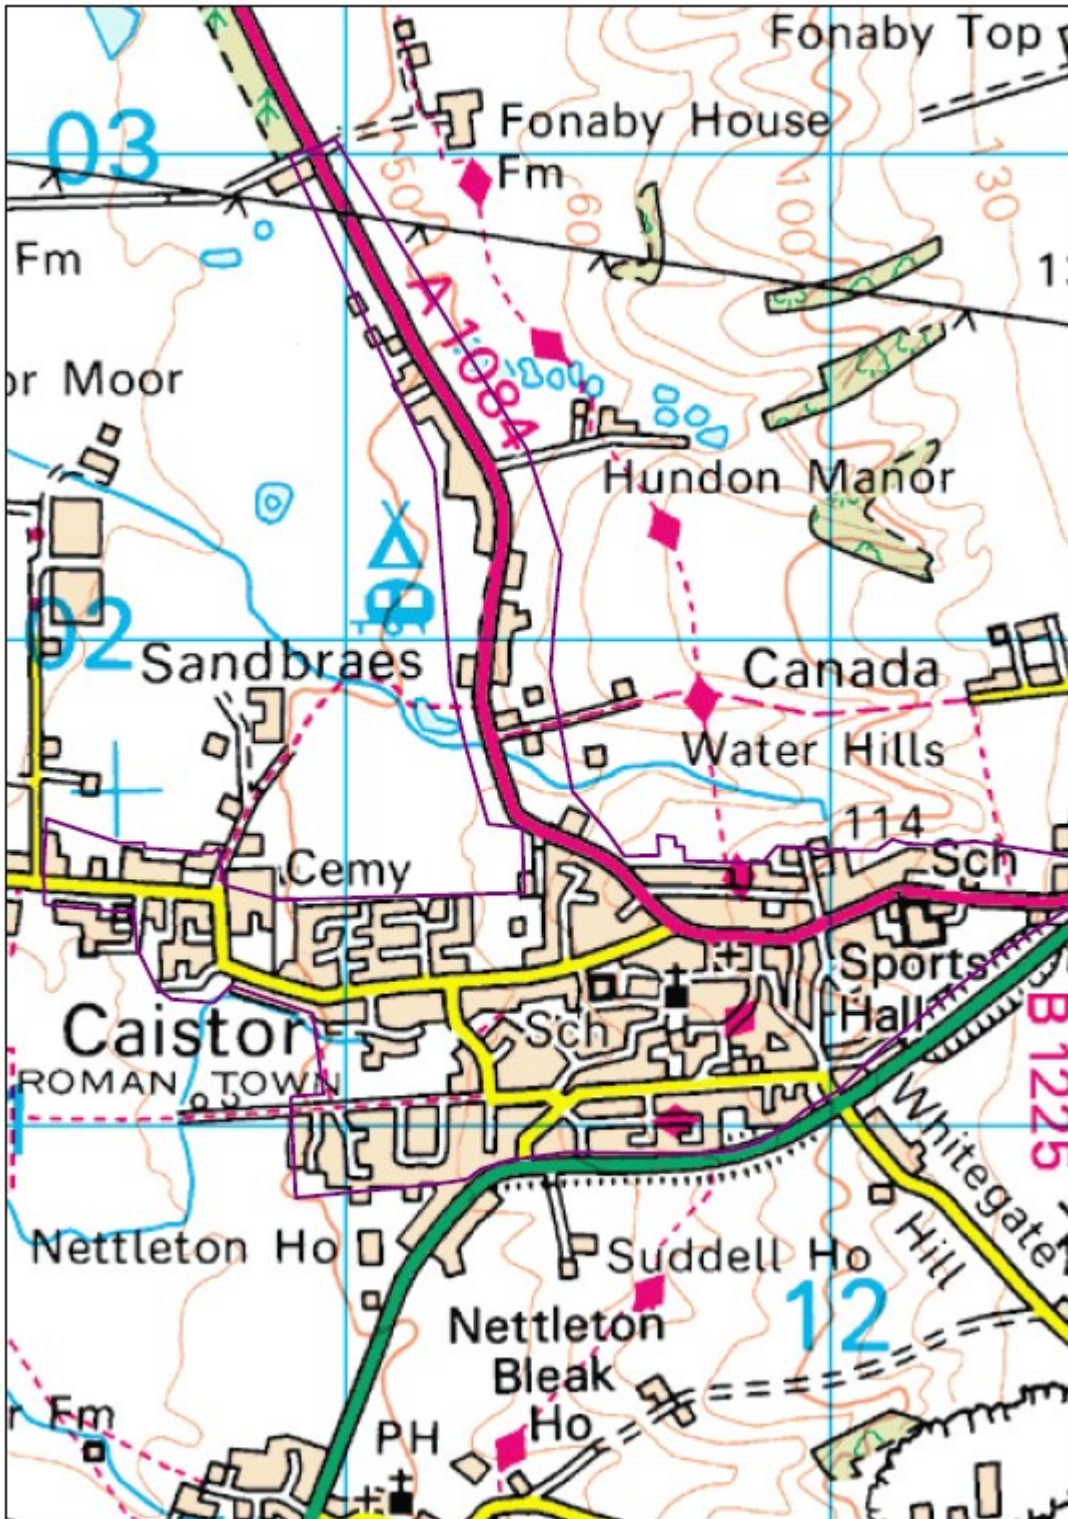 Fonaby Top
03
Fonaby House
Fm
50
60
100
130
Fm
A 1084
or Moor
Hundon Manor
02
Sandbraes
Canada
Water Hills
114
Sch
Cemy
Sports
Hall
Sch
Caistor
ROMAN TOWN
B 1225
Whitegate
Hill
Nettleton Ho
Suddell Ho
12
Nettleton
Bleak
Ho
r Fm
PH